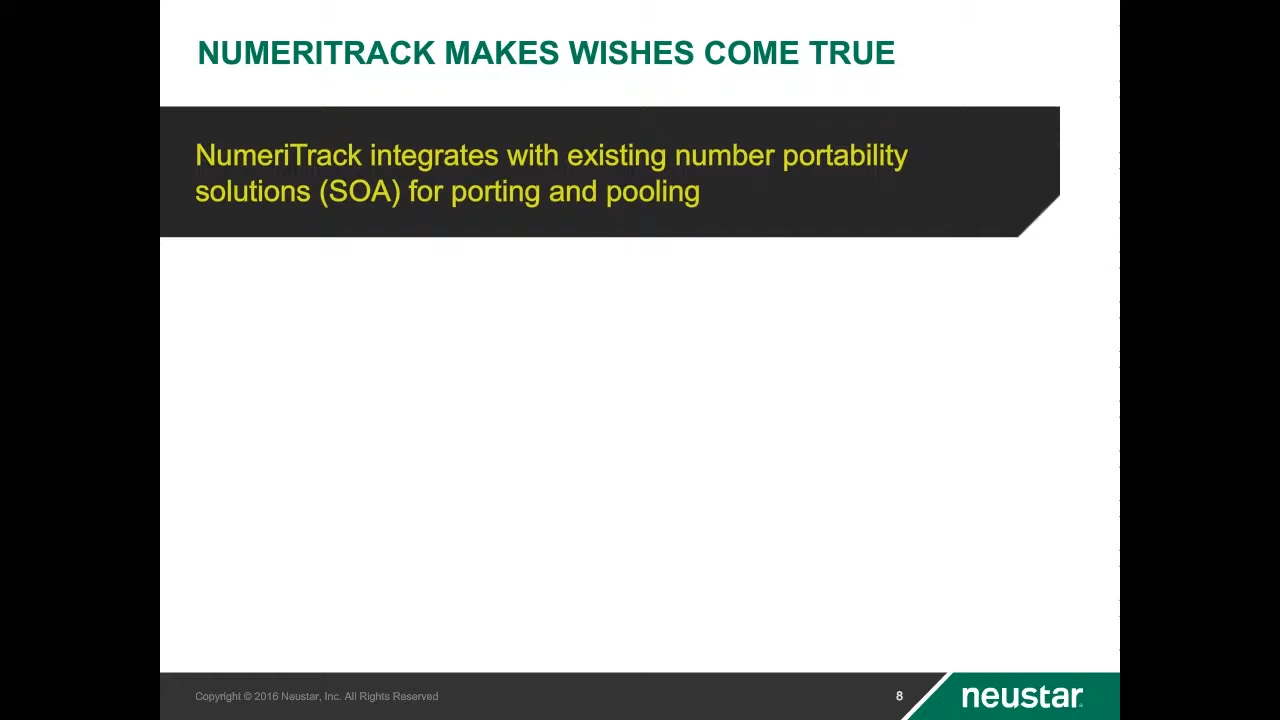 NUMERITRACK MAKES WISHES COME TRUE
NumeriTrack integrates with existing number portability
solutions (SOA) for porting and pooling
Copyright © 2016 Neustar, Inc. All Rights Reserved
8
neustar